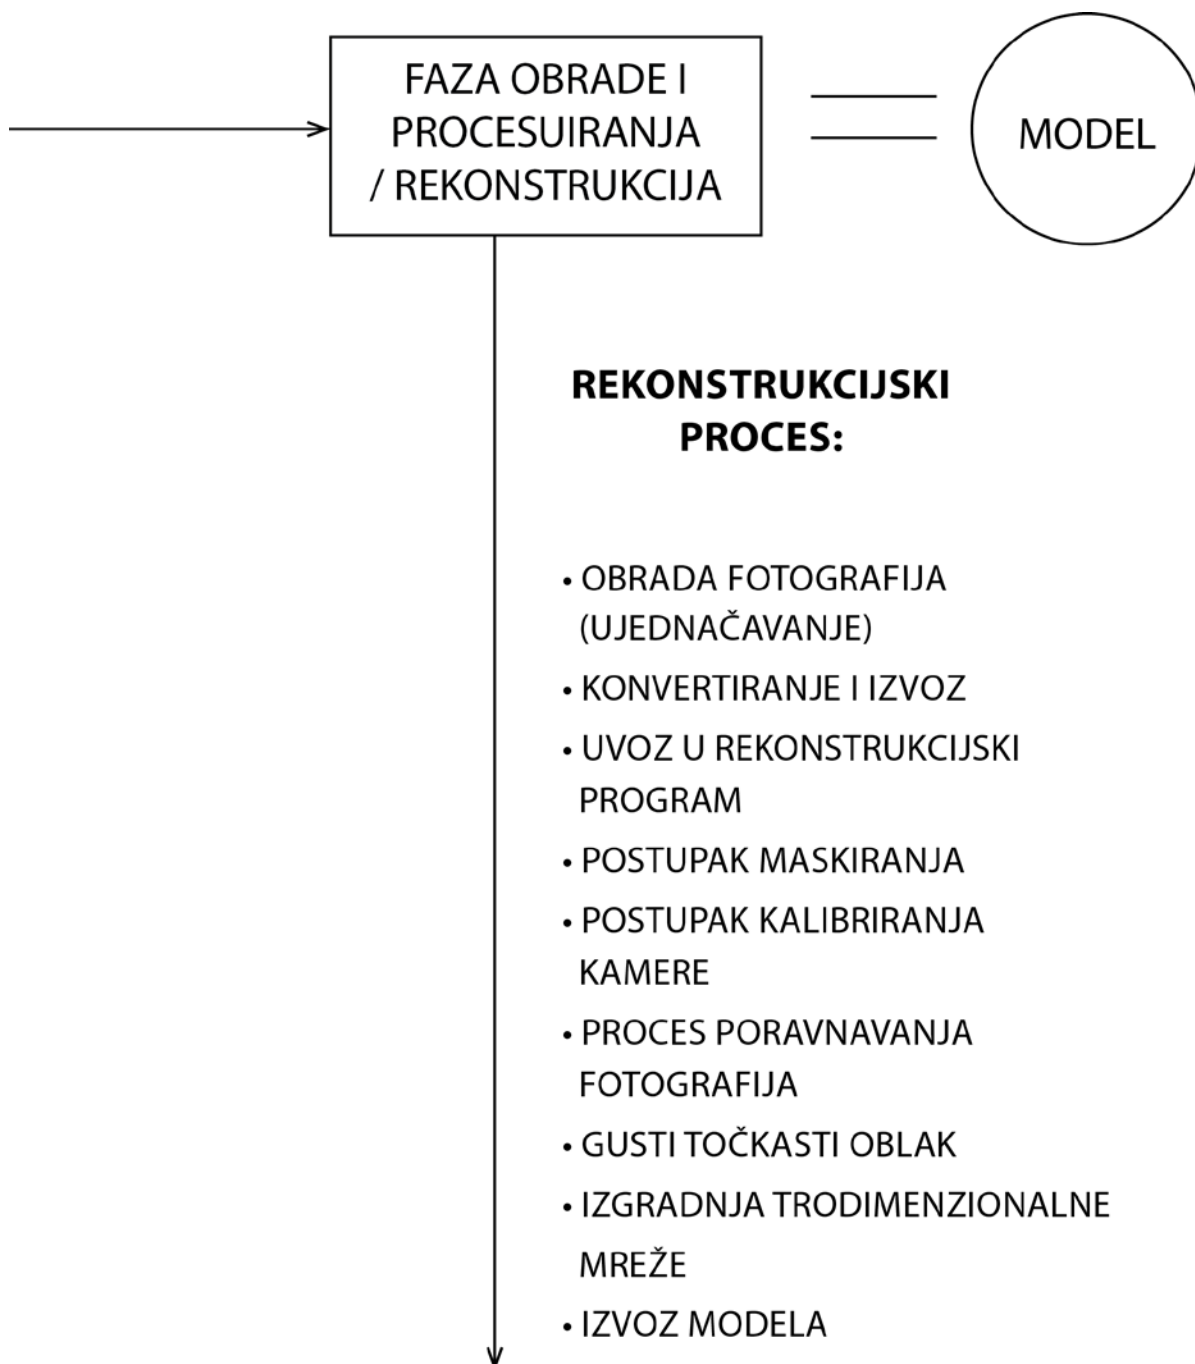 FAZA OBRADE I
PROCESUIRANJA
/ REKONSTRUKCIJA
MODEL
REKONSTRUKCIJSKI
PROCES:
• OBRADA FOTOGRAFIJA
(UJEDNAČAVANJE)
• KONVERTIRANJE I IZVOZ
• UVOZ U REKONSTRUKCIJSKI
PROGRAM
• POSTUPAK MASKIRANJA
• POSTUPAK KALIBRIRANJA
KAMERE
• PROCES PORAVNAVANJA
FOTOGRAFIJA
• GUSTI TOČKASTI OBLAK
• IZGRADNJA TRODIMENZIONALNE
MREŽE
• IZVOZ MODELA